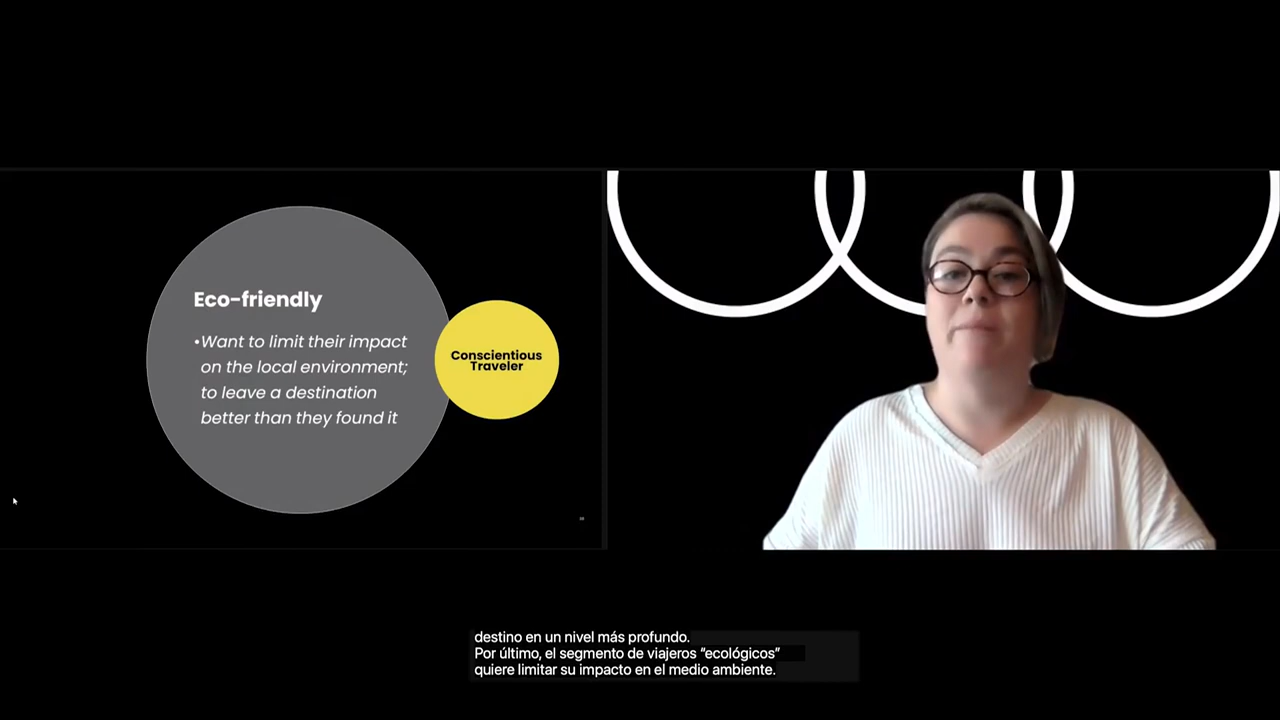 Eco-friendly
•Want to limit their impact
on the local environment;
to leave a destination
better than they found it
Conscientious
Traveler
destino en un nivel más profundo.
Por último, el segmento de viajeros “ecológicos”
quiere limitar su impacto en el medio ambiente.